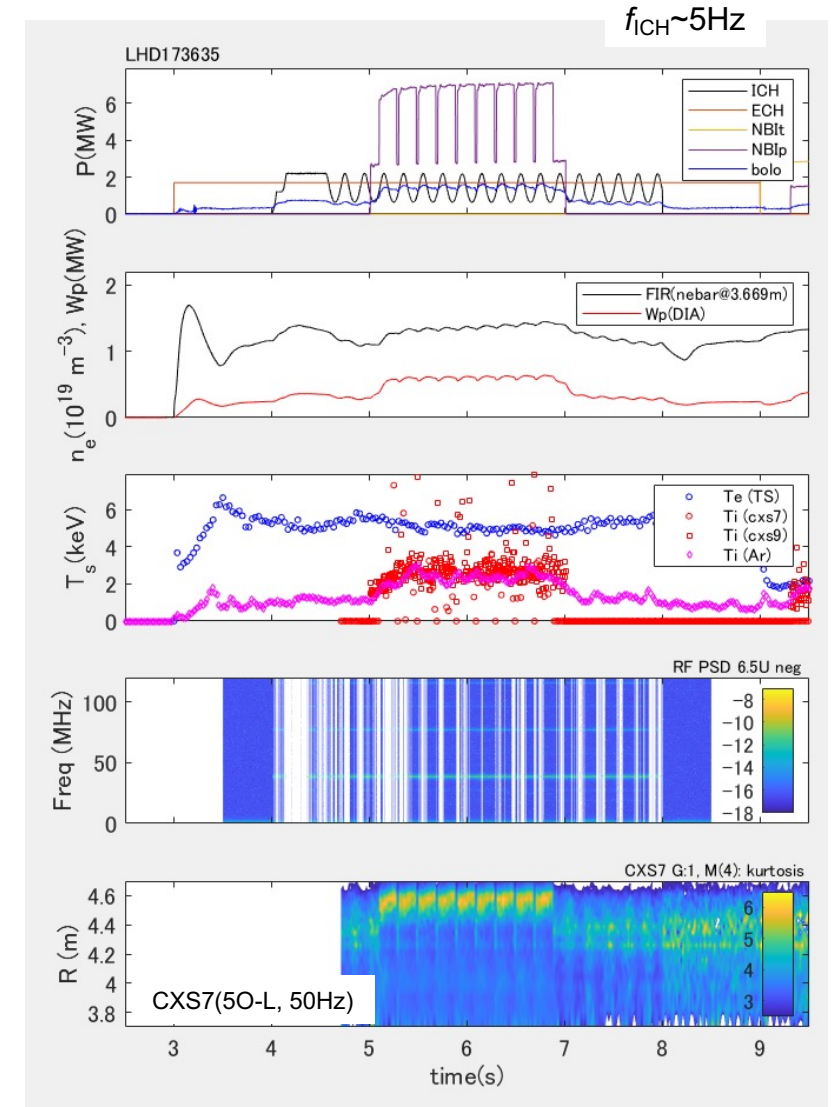 fICH~5Hz
LHD173635
P(MW)
6
4
2
0
ICH
ECH
NBIt
NBIp
bolo
ne(10^19 m^-3), Wp(MW)
2
1
0
FIR(nebar@3.669m)
Wp(DIA)
Ts(keV)
6
4
2
0
Te (TS)
Ti (cxs7)
Ti (cxs9)
Ti (Ar)
RF PSD 6.5U neg
Freq (MHz)
100
50
0
-8
-10
-12
-14
-16
-18
CXS7 G:1, M(4): kurtosis
R (m)
4.6
4.4
4.2
4
3.8
6
5
4
3
CXS7(5O-L, 50Hz)
3 4 5 6 7 8 9
time(s)